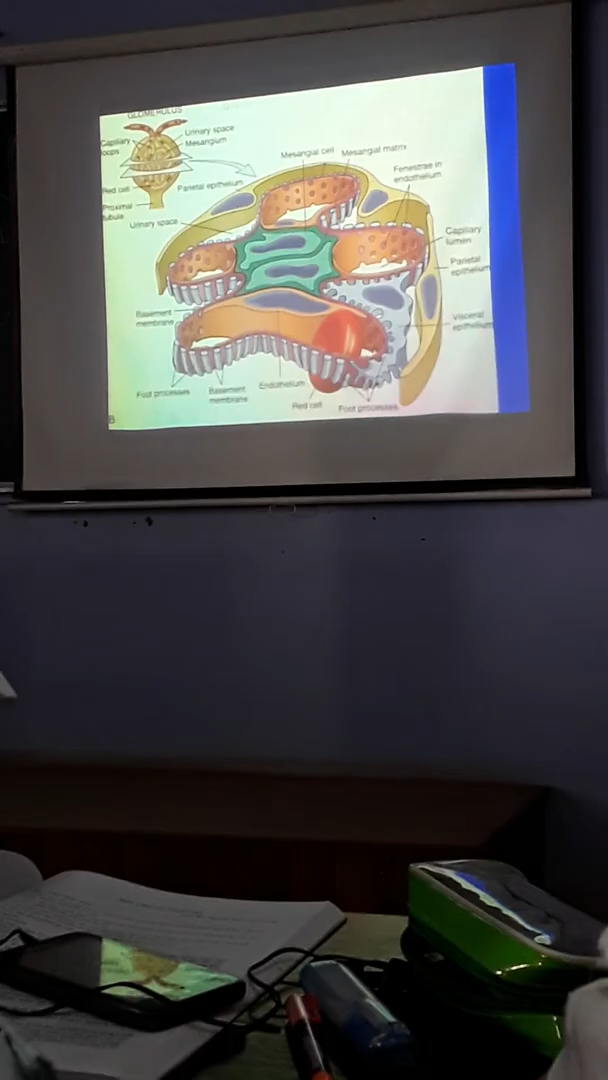 GLOMERULUS
Urinary space
Mesangium
Capillary
loops
Red cell
Proximal
tubule
Mesangial cell
Mesangial matrix
Fenestrae in
endothelium
Parietal epithelium
Urinary space
Capillary
lumen
Parietal
epithelium
Basement
membrane
Visceral
epithelium
Foot processes
Basement
membrane
Endothelium
Red cell
Foot processes
B